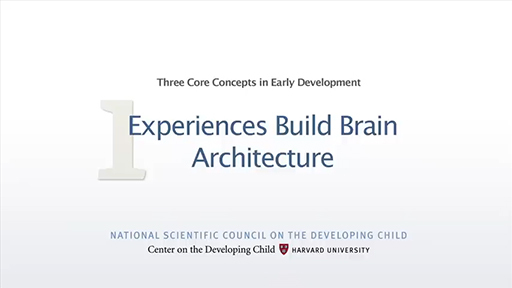 Three Core Concepts in Early Development
1
Experiences Build Brain
Architecture
NATIONAL SCIENTIFIC COUNCIL ON THE DEVELOPING CHILD
Center on the Developing Child HARVARD UNIVERSITY